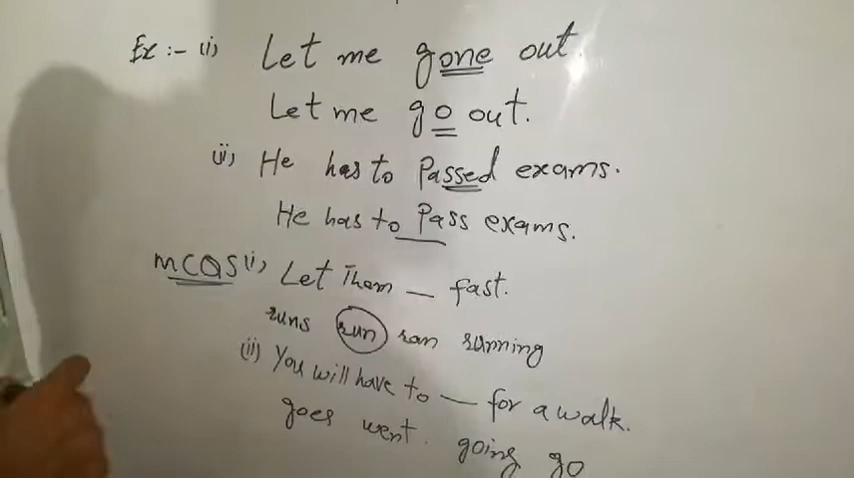 Ex :- (i) Let me gone out.
Let me go out.
(ii) He has to Passed exams.
He has to Pass exams.
MCQS (i) Let Them — fast.
runs run ran running
(ii) You will have to — for a walk.
goes went. going go